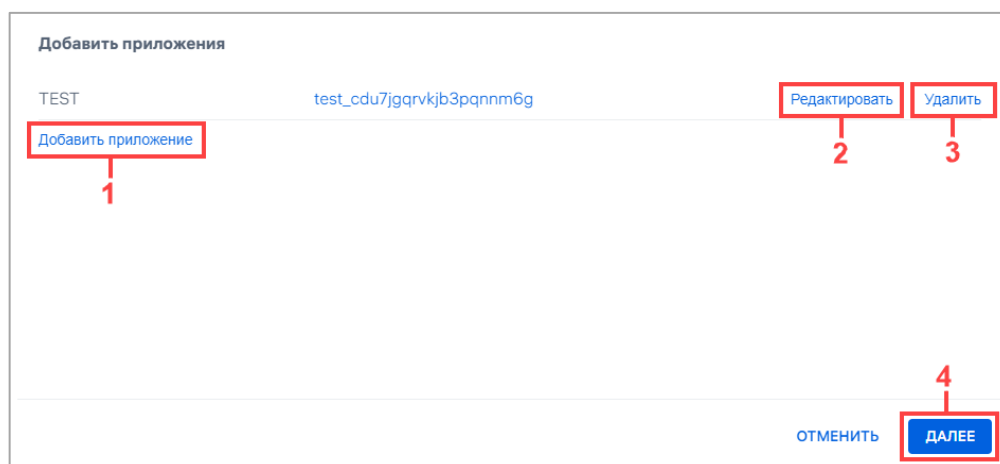 Добавить приложения
TEST test_cdu7jgqrvkjb3pqnnm6g Редактировать Удалить
Добавить приложение
1
2
3
4
ОТМЕНИТЬ ДАЛЕЕ